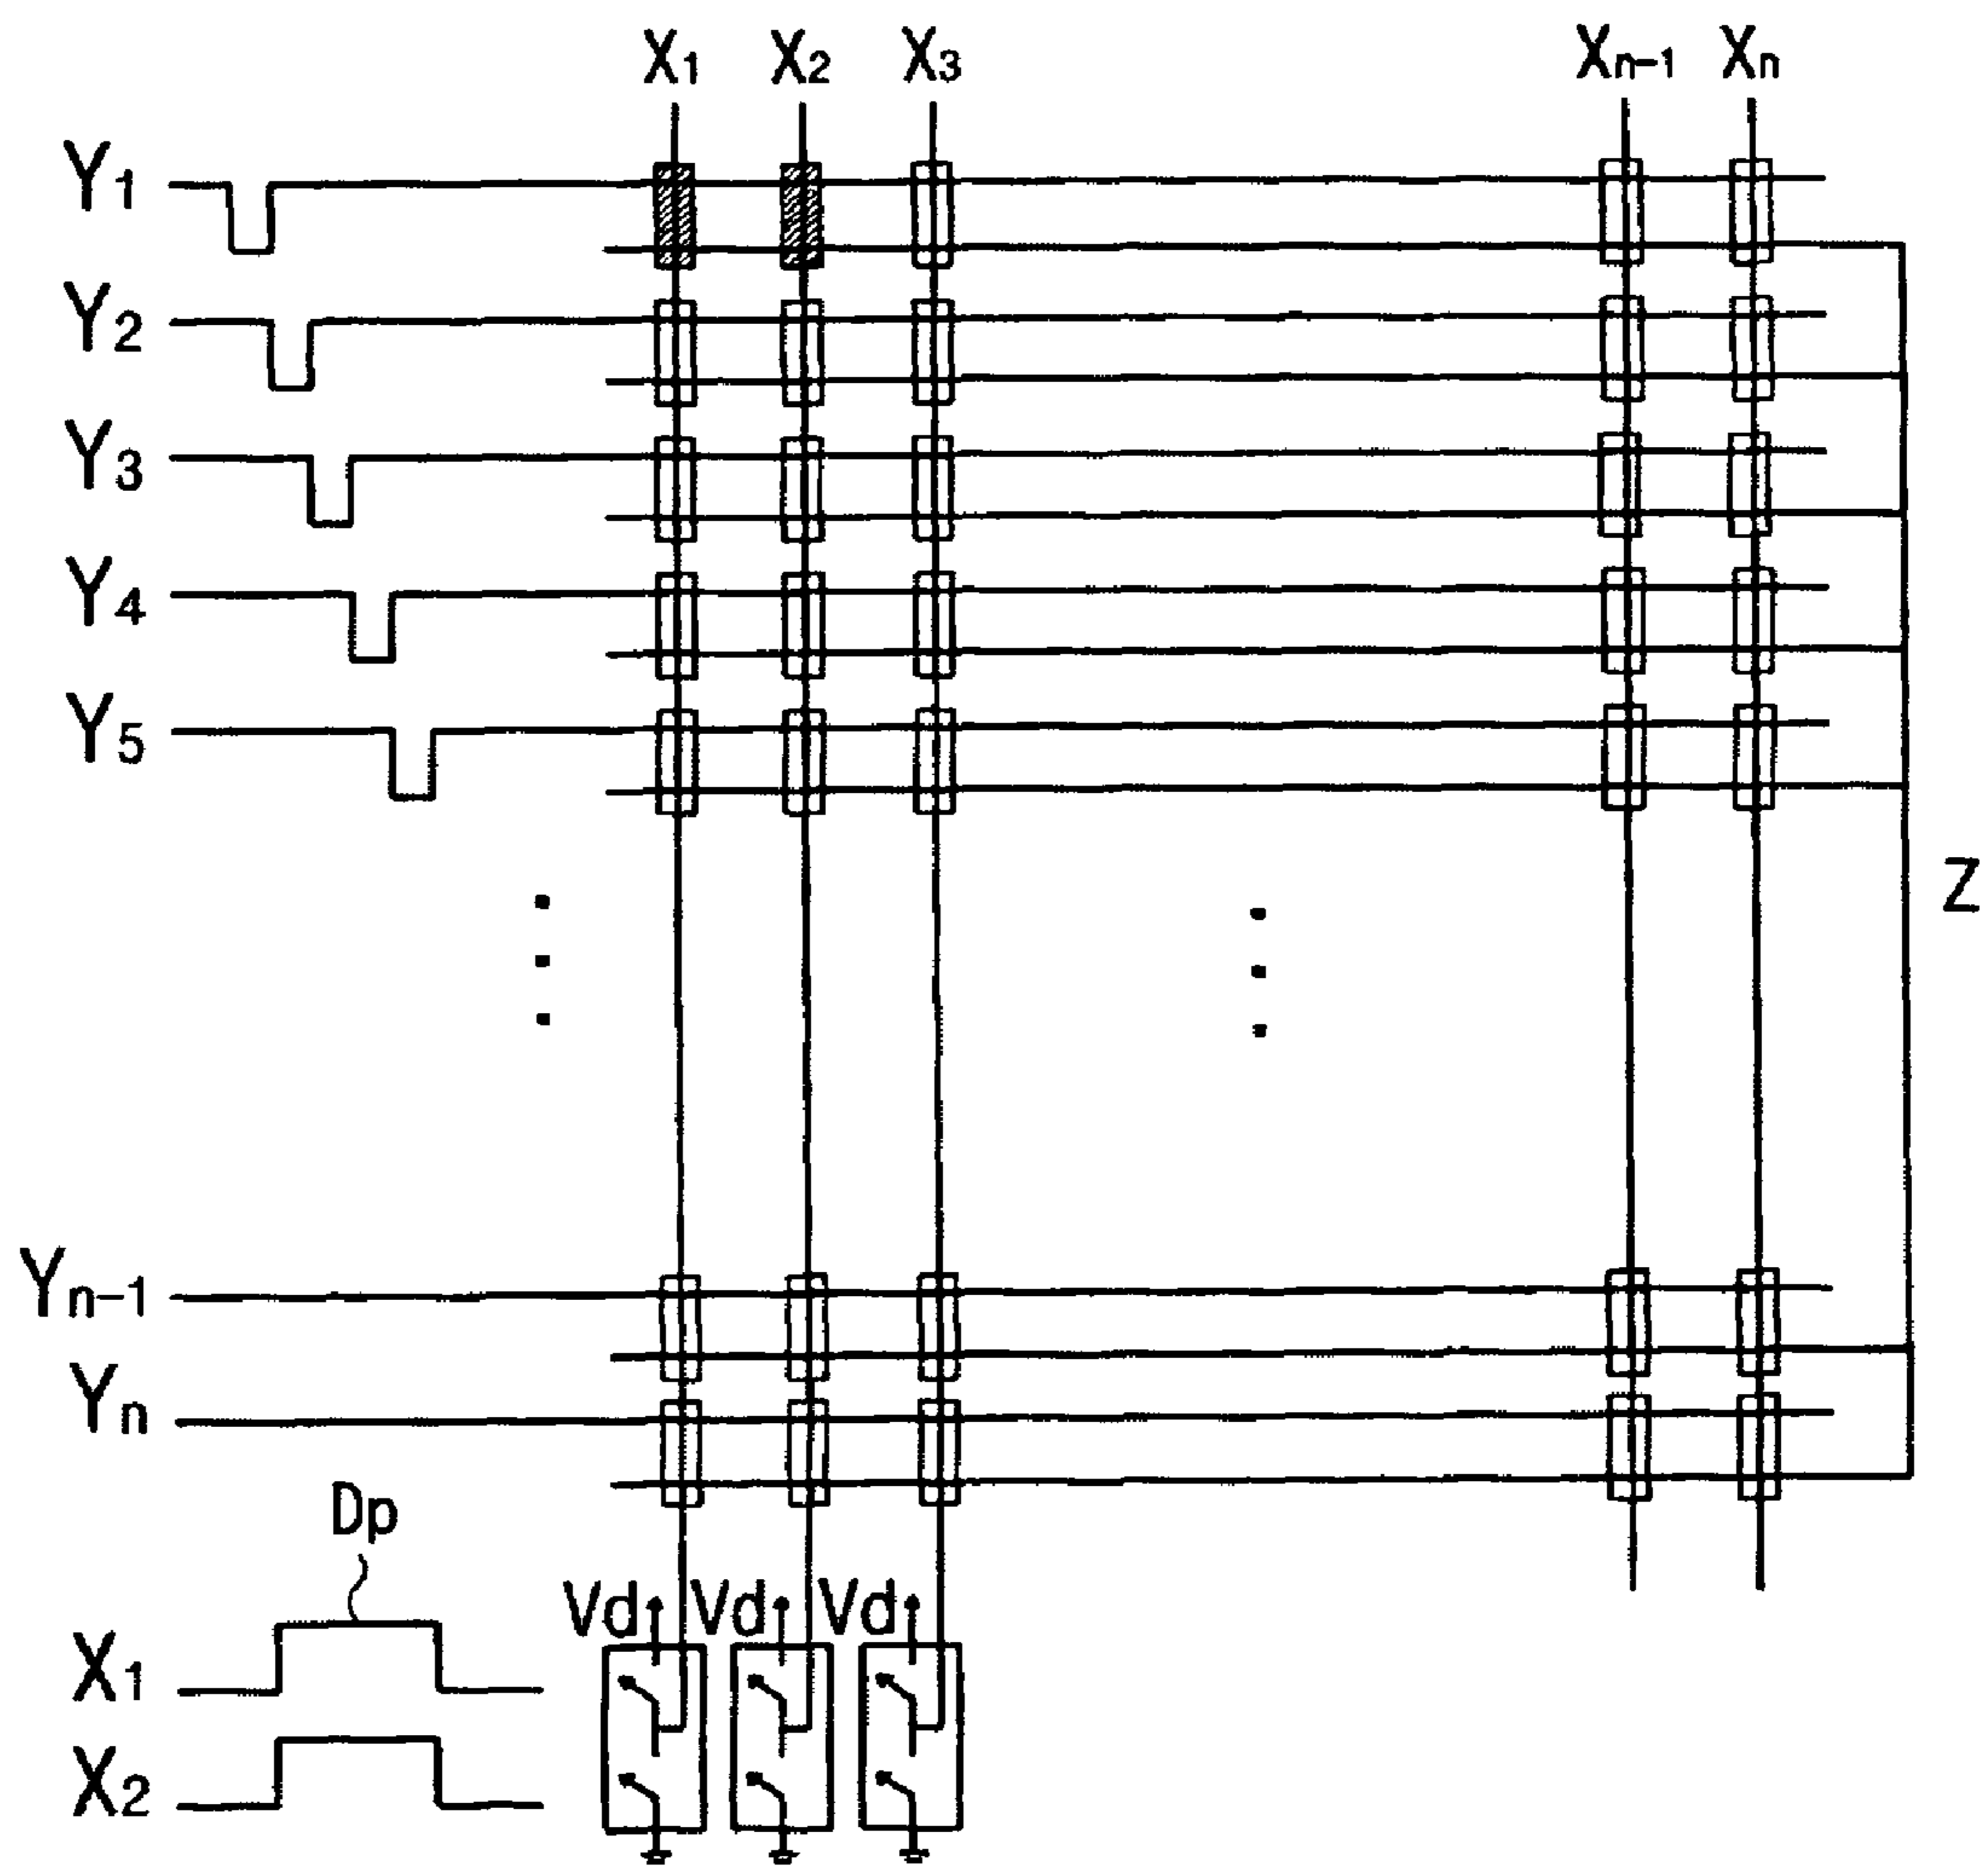 X1 X2 X3 Xn-1 Xn
Y1
Y2
Y3
Y4
Y5
Z
Yn-1
Yn
Dp
Vd Vd Vd
X1
X2